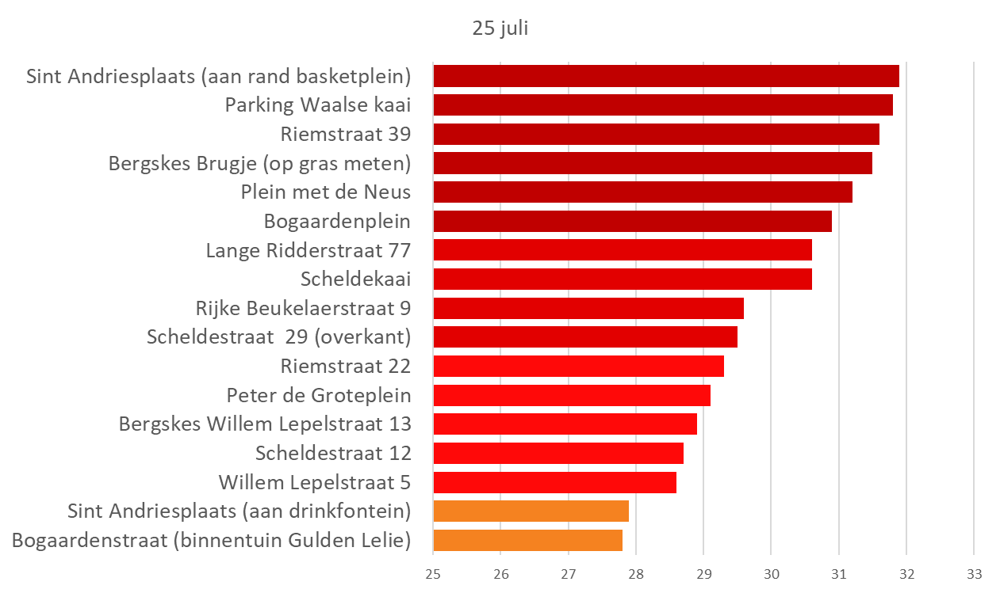 25 juli
Sint Andriesplaats (aan rand basketplein)
Parking Waalse kaai
Riemstraat 39
Bergskes Brugje (op gras meten)
Plein met de Neus
Bogaardenplein
Lange Ridderstraat 77
Scheldekaai
Rijke Beukelaerstraat 9
Scheldestraat  29 (overkant)
Riemstraat 22
Peter de Groteplein
Bergskes Willem Lepelstraat 13
Scheldestraat 12
Willem Lepelstraat 5
Sint Andriesplaats (aan drinkfontein)
Bogaardenstraat (binnentuin Gulden Lelie)
25 26 27 28 29 30 31 32 33